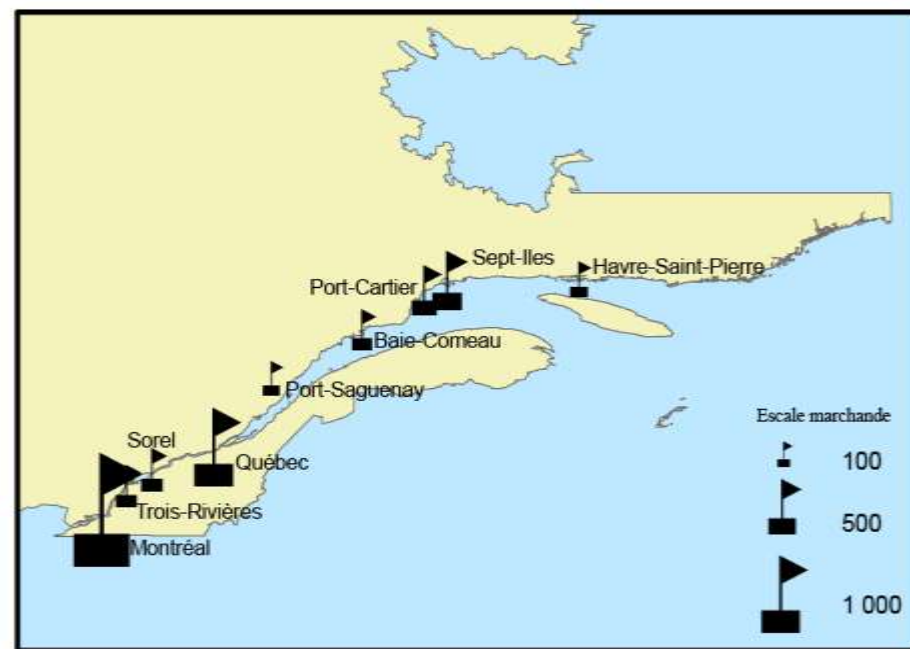 Sept-Iles
Havre-Saint-Pierre
Port-Cartier
Baie-Comeau
Port-Saguenay
Sorel
Québec
Trois-Rivières
Montréal
Escale marchande
100
500
1 000